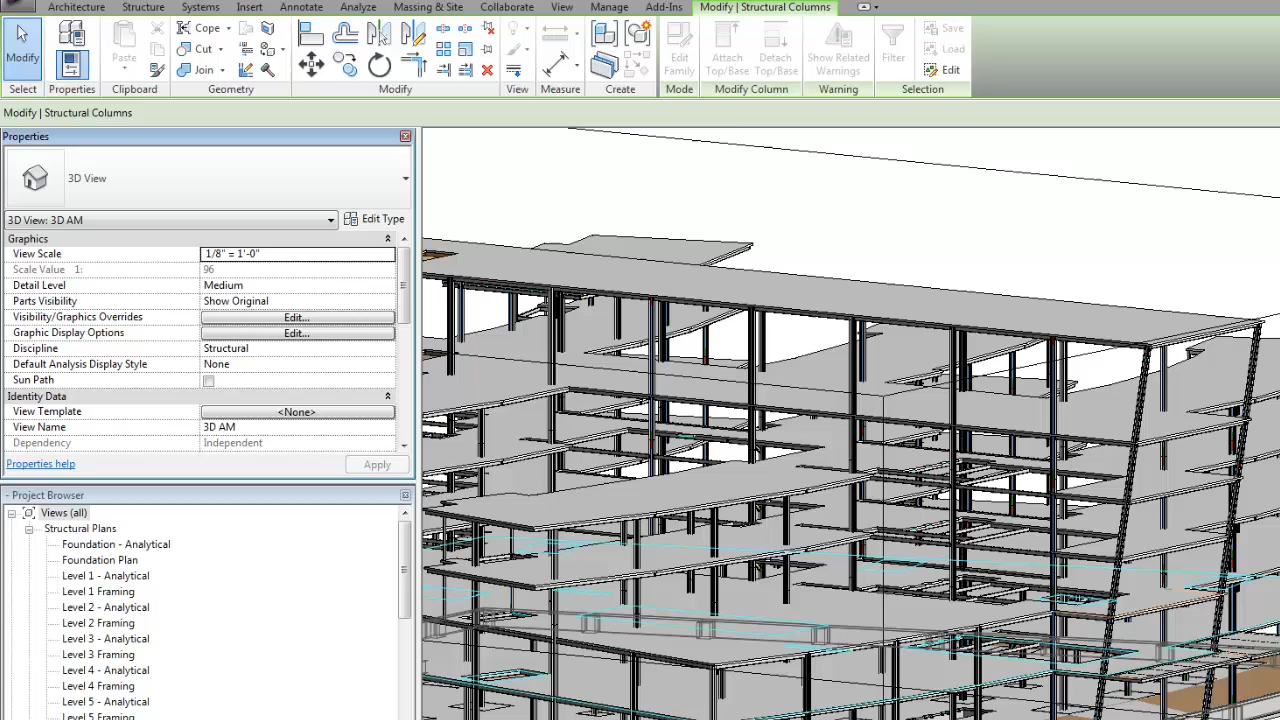 Architecture Structure Systems Insert Annotate Analyze Massing & Site Collaborate View Manage Add-Ins Modify | Structural Columns
Modify
Paste
Cope
Cut
Join
Edit Family
Attach Top/Base
Detach Top/Base
Show Related Warnings
Filter
Save
Load
Edit
Select Properties Clipboard Geometry Modify View Measure Create Mode Modify Column Warning Selection
Modify | Structural Columns
Properties
3D View
3D View: 3D AM Edit Type
Graphics
View Scale 1/8" = 1'-0"
Scale Value 1: 96
Detail Level Medium
Parts Visibility Show Original
Visibility/Graphics Overrides Edit...
Graphic Display Options Edit...
Discipline Structural
Default Analysis Display Style None
Sun Path
Identity Data
View Template <None>
View Name 3D AM
Dependency Independent
Properties help Apply
- Project Browser
Views (all)
Structural Plans
Foundation - Analytical
Foundation Plan
Level 1 - Analytical
Level 1 Framing
Level 2 - Analytical
Level 2 Framing
Level 3 - Analytical
Level 3 Framing
Level 4 - Analytical
Level 4 Framing
Level 5 - Analytical
Level 5 Framing